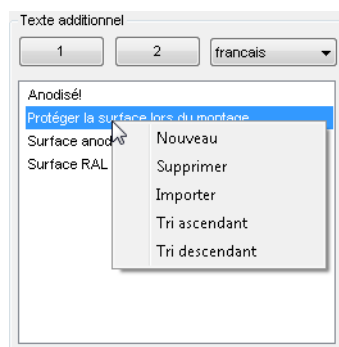 Texte additionnel
1
2
francais
Anodisé!
Protéger la surface lors du montage
Surface anod
Surface RAL
Nouveau
Supprimer
Importer
Tri ascendant
Tri descendant